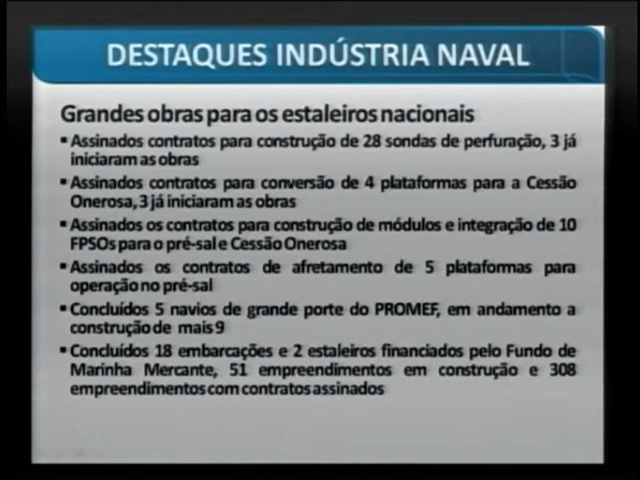 DESTAQUES INDÚSTRIA NAVAL
Grandes obras para os estaleiros nacionais
▪ Assinados contratos para construção de 28 sondas de perfuração, 3 já
iniciaram as obras
▪ Assinados contratos para conversão de 4 plataformas para a Cessão
Onerosa, 3 já iniciaram as obras
▪ Assinados os contratos para construção de módulos e integração de 10
FPSOs para o pré-sal e Cessão Onerosa
▪ Assinados os contratos de afretamento de 5 plataformas para
operação no pré-sal
▪ Concluídos 5 navios de grande porte do PROMEF, em andamento a
construção de mais 9
▪ Concluídos 18 embarcações e 2 estaleiros financiados pelo Fundo de
Marinha Mercante, 51 empreendimentos em construção e 308
empreendimentos com contratos assinados